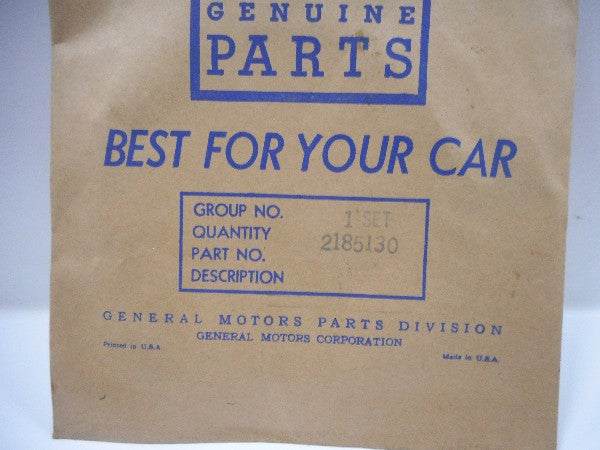 GENUINE
PARTS
BEST FOR YOUR CAR
GROUP NO.
QUANTITY 1 SET
PART NO. 2185130
DESCRIPTION
GENERAL MOTORS PARTS DIVISION
GENERAL MOTORS CORPORATION
Printed in U.S.A. Made in U.S.A.